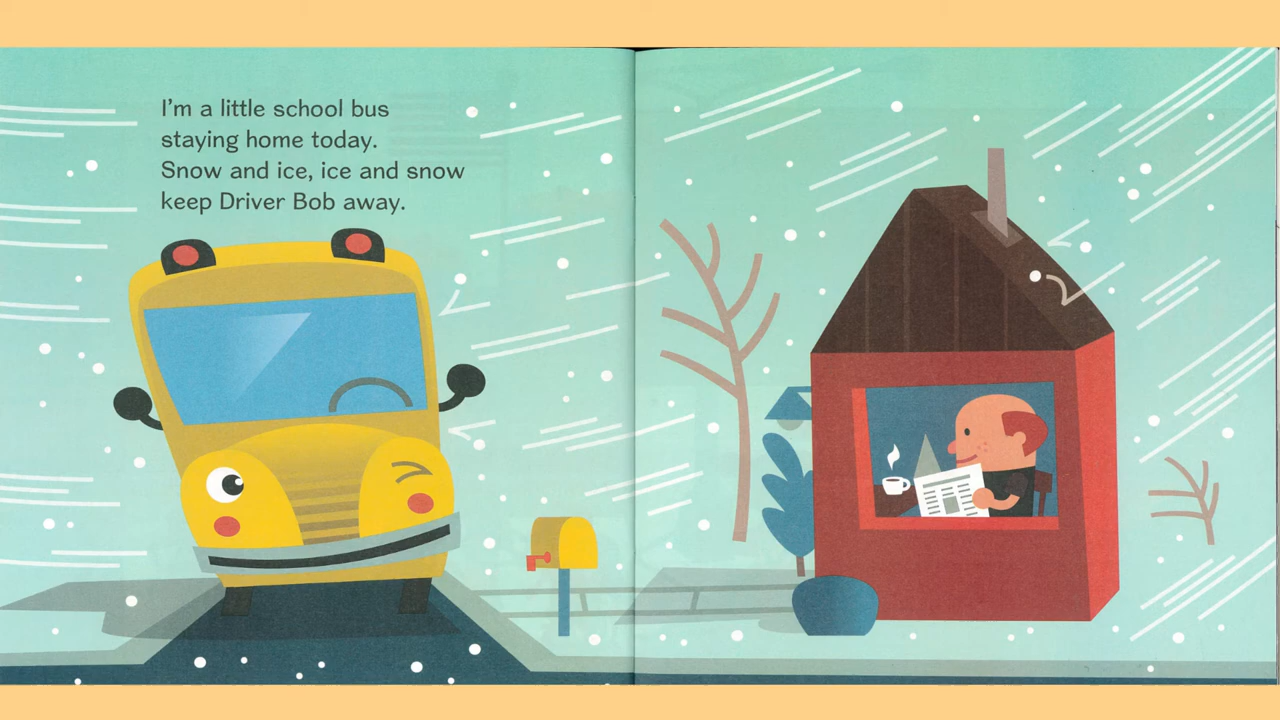 I'm a little school bus
staying home today.
Snow and ice, ice and snow
keep Driver Bob away.